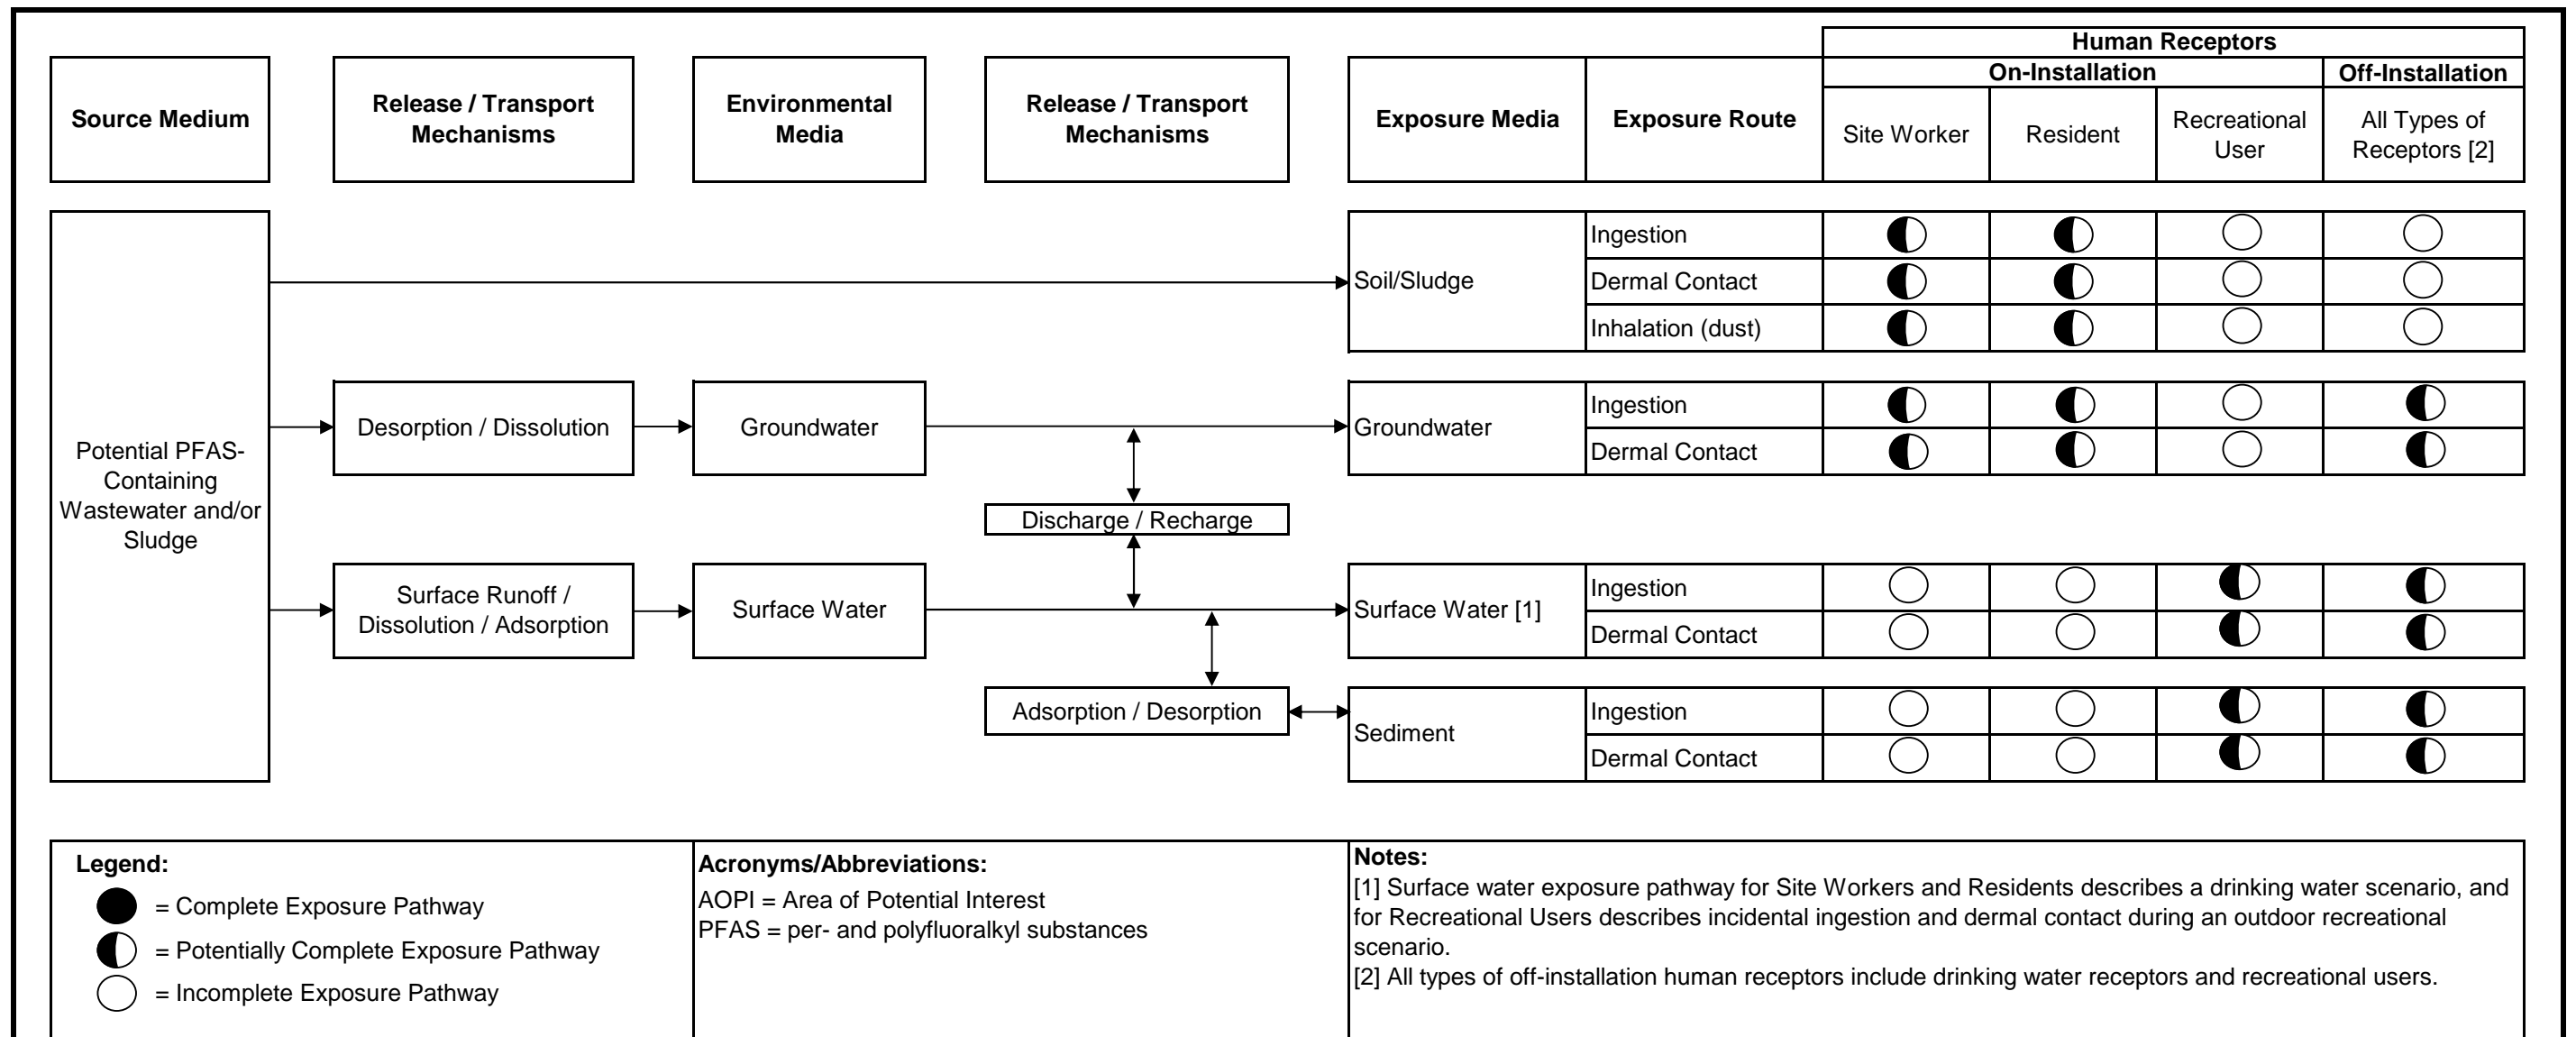 Human Receptors
On-Installation
Off-Installation
Source Medium
Release / Transport
Mechanisms
Environmental
Media
Release / Transport
Mechanisms
Exposure Media
Exposure Route
Site Worker
Resident
Recreational
User
All Types of
Receptors [2]
Potential PFAS-
Containing
Wastewater and/or
Sludge
Soil/Sludge
Ingestion
Dermal Contact
Inhalation (dust)
Desorption / Dissolution
Groundwater
Groundwater
Ingestion
Dermal Contact
Discharge / Recharge
Surface Runoff /
Dissolution / Adsorption
Surface Water
Surface Water [1]
Ingestion
Dermal Contact
Adsorption / Desorption
Sediment
Ingestion
Dermal Contact
Legend:
= Complete Exposure Pathway
= Potentially Complete Exposure Pathway
= Incomplete Exposure Pathway
Acronyms/Abbreviations:
AOPI = Area of Potential Interest
PFAS = per- and polyfluoralkyl substances
Notes:
[1] Surface water exposure pathway for Site Workers and Residents describes a drinking water scenario, and
for Recreational Users describes incidental ingestion and dermal contact during an outdoor recreational
scenario.
[2] All types of off-installation human receptors include drinking water receptors and recreational users.